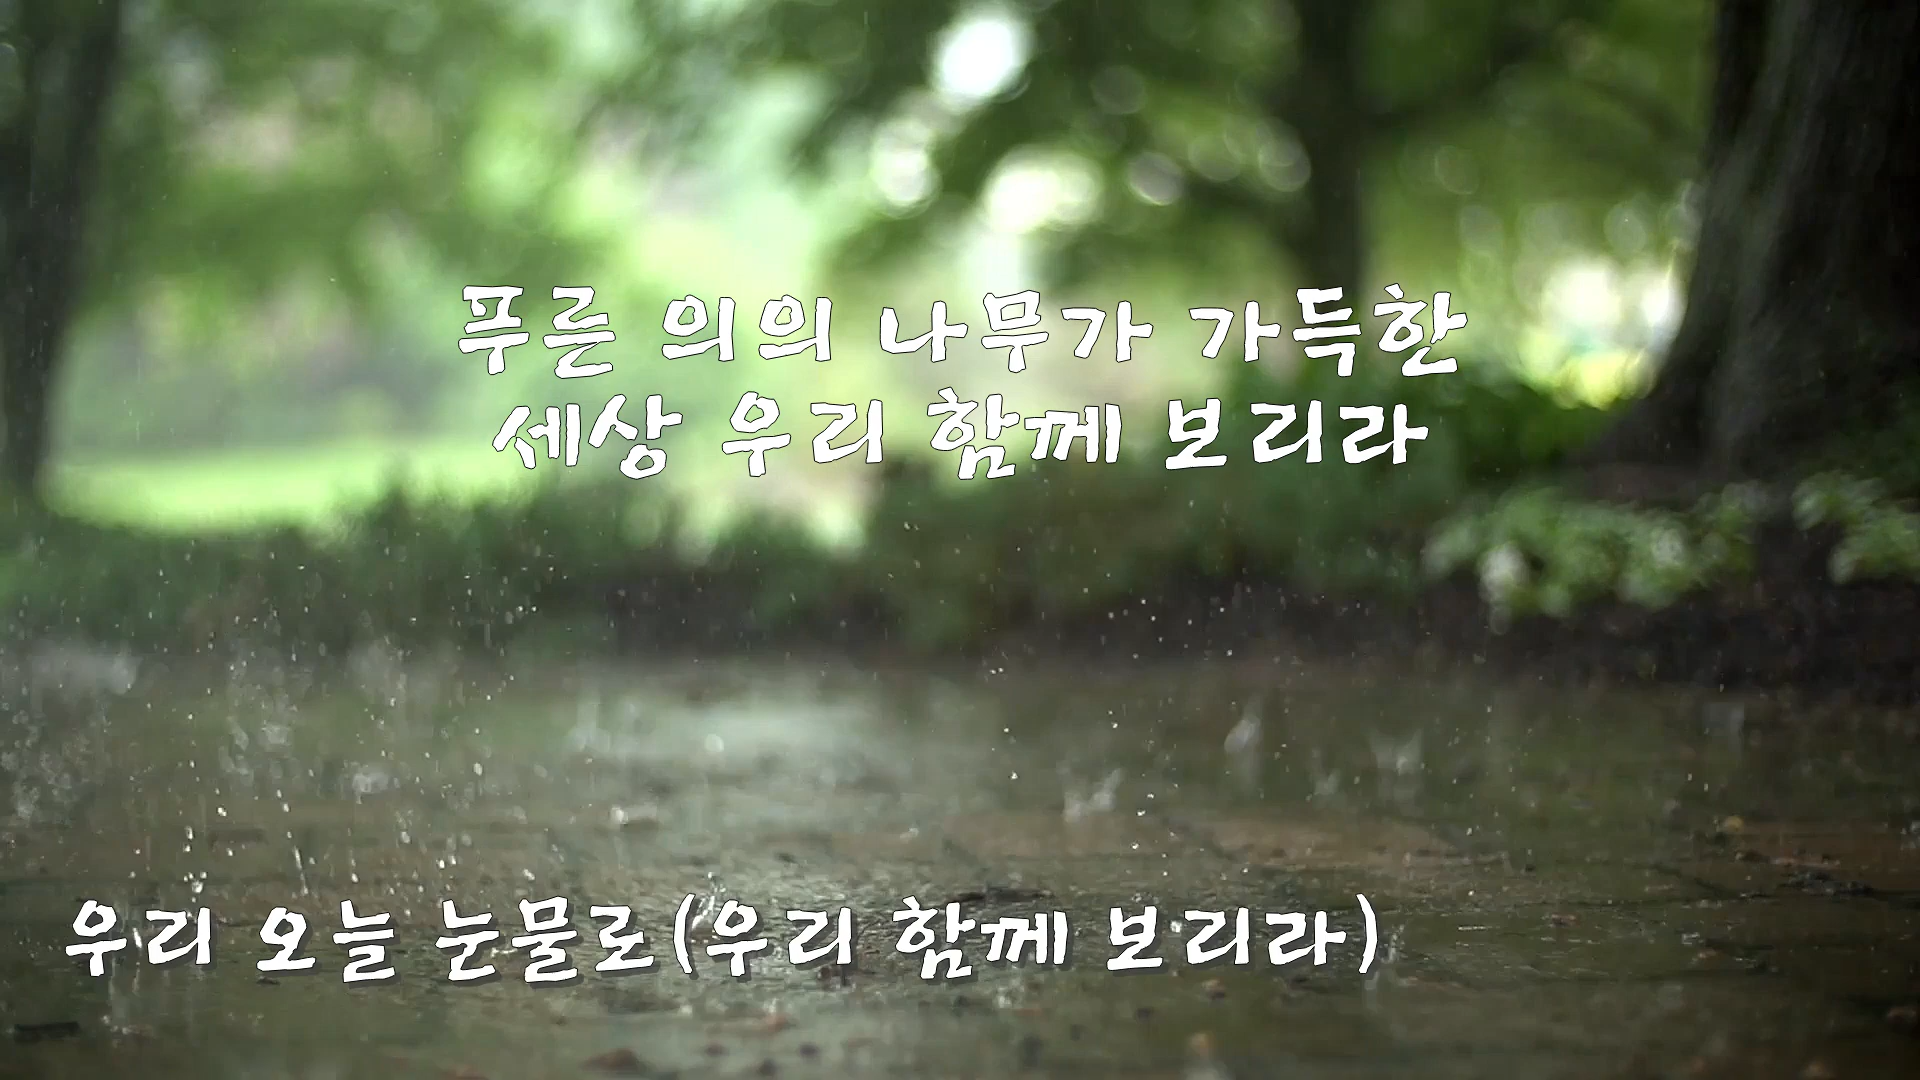 푸른 의의 나무가 가득한
세상 우리 함께 보리라
우리 오늘 눈물로(우리 함께 보리라)